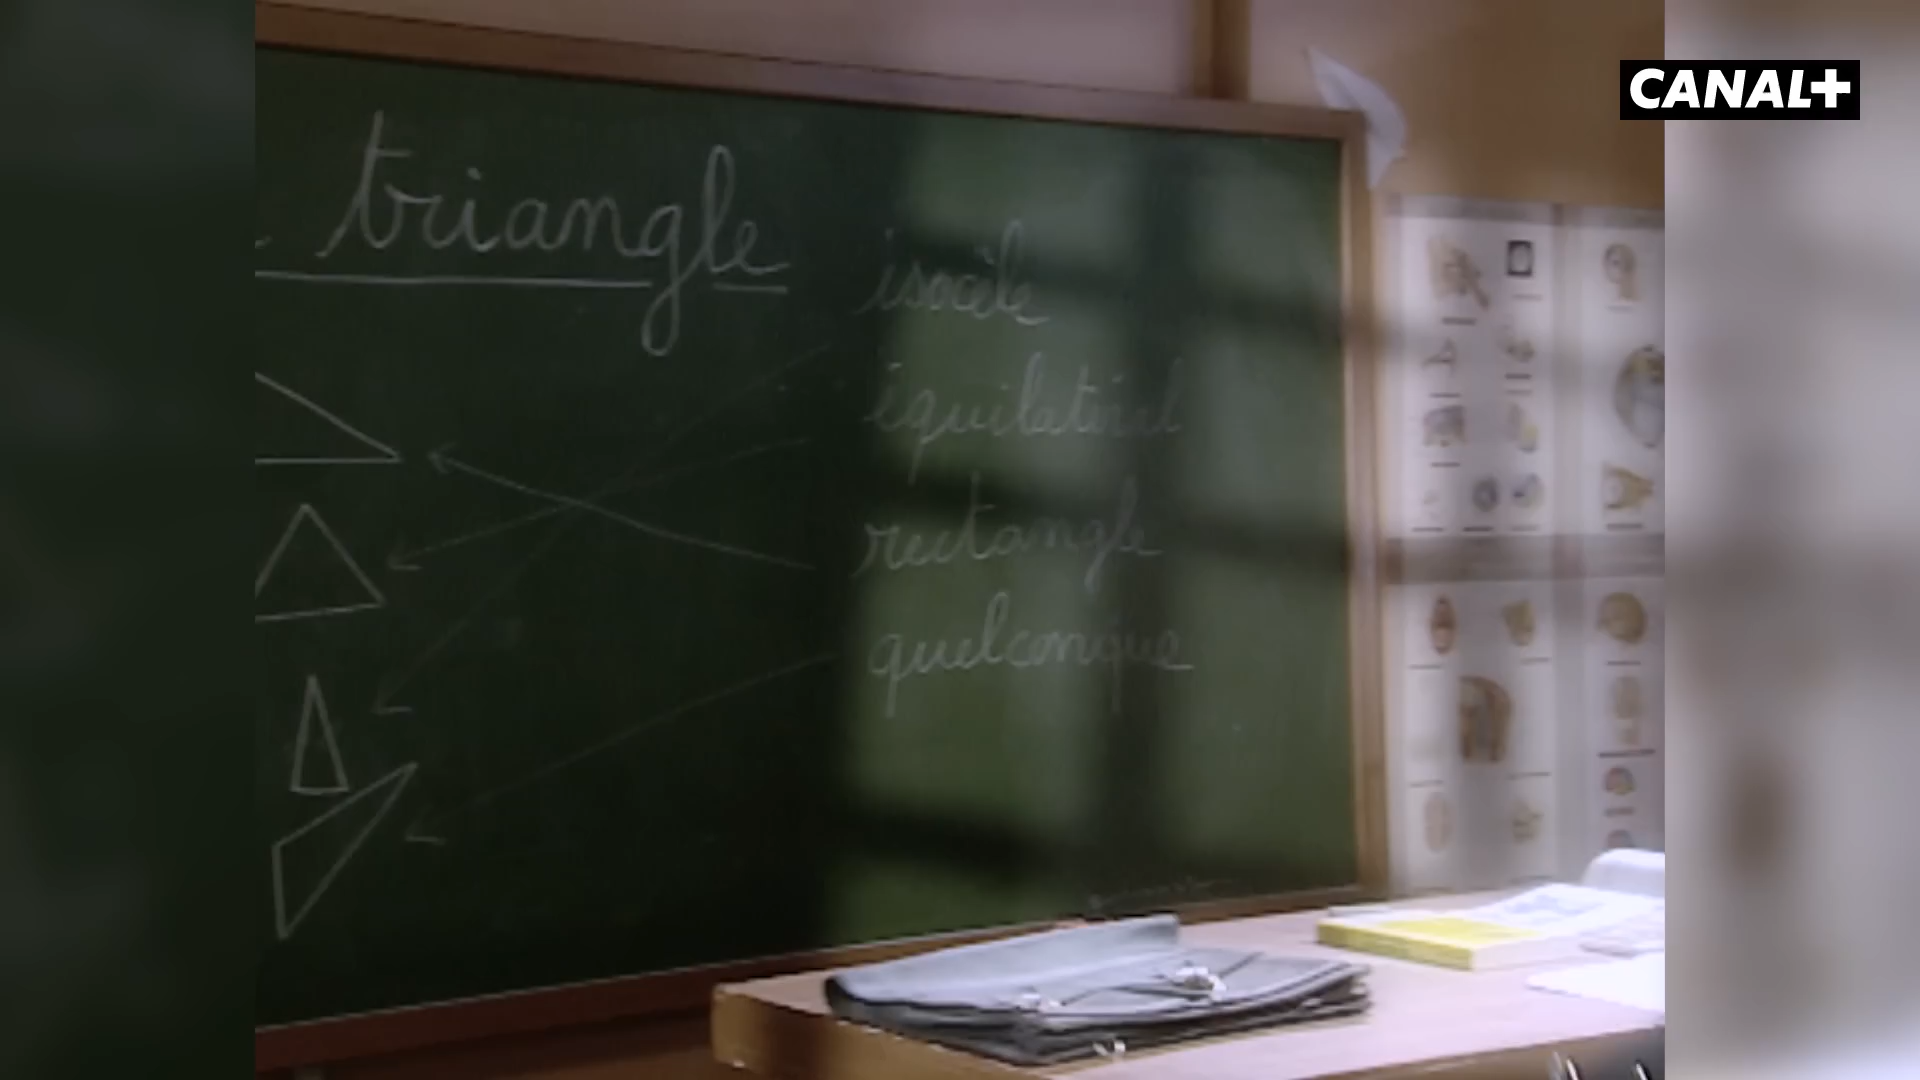 CANAL+
triangle
isocèle
équilatéral
rectangle
quelconque